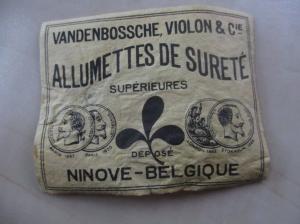 VANDENBOSSCHE, VIOLON & CIE
ALLUMETTES DE SURETÉ
SUPÉRIEURES
DÉPOSÉ
NINOVE-BELGIQUE